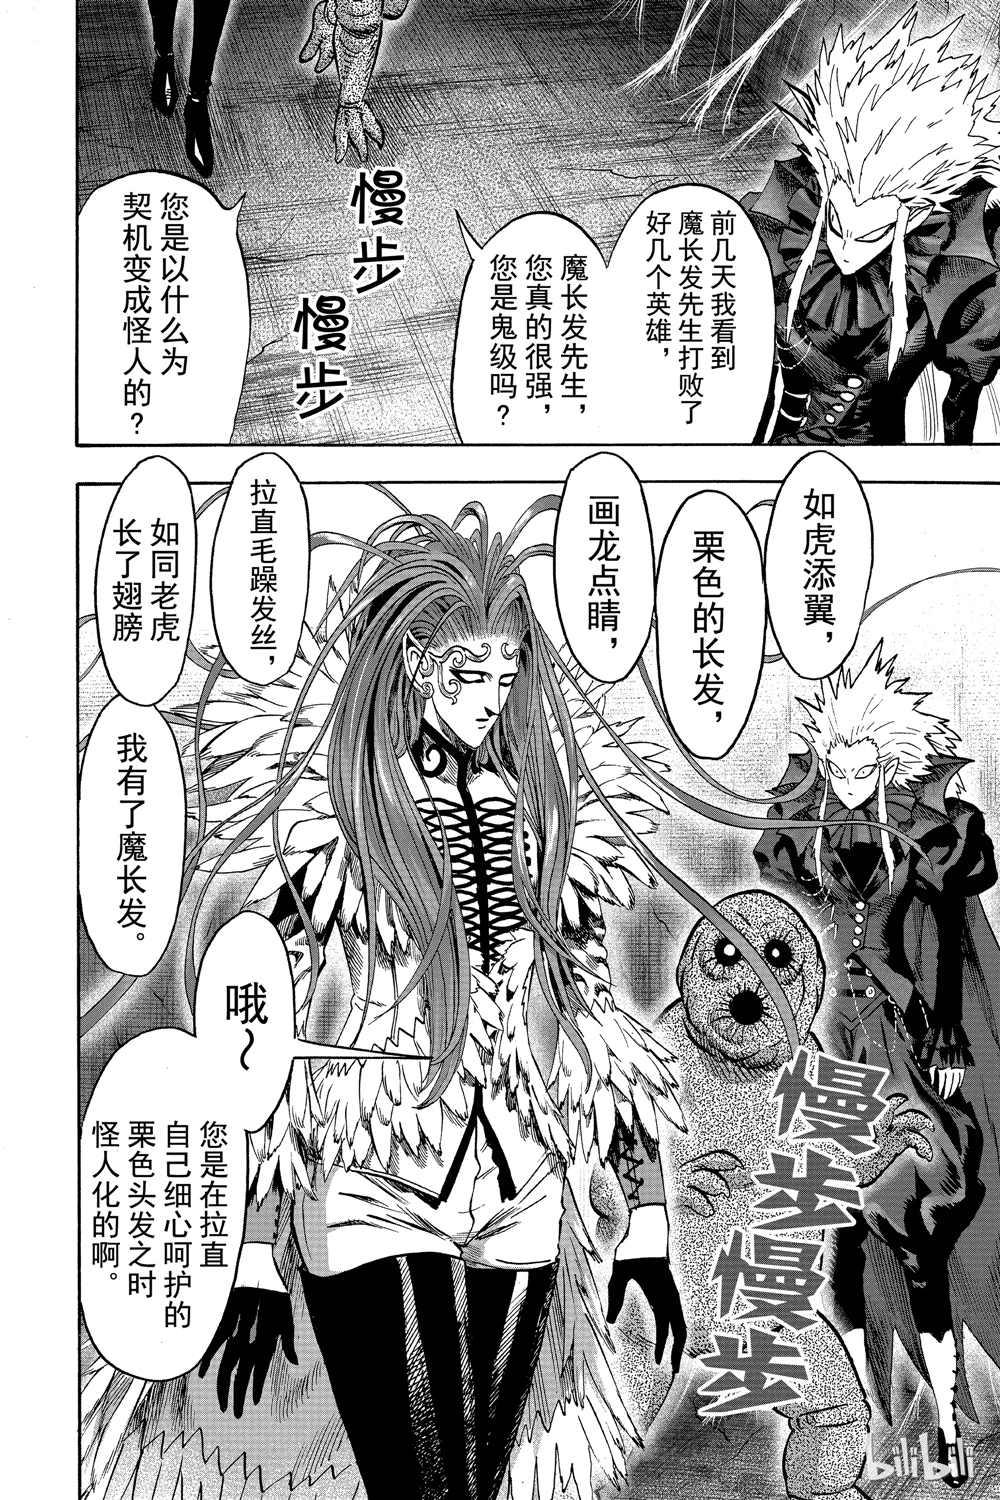 前几天我看到
魔长发先生打败了
好几个英雄，
魔长发先生，
您真的很强，
您是鬼级吗？
慢步
慢步
您是以什么为
契机变成怪人的？
如虎添翼，
栗色的长发，
画龙点睛，
拉直毛躁发丝，
如同老虎
长了翅膀
我有了魔长发。
哦～
您是在拉直
自己细心呵护的
栗色头发之时
怪人化的啊。
慢步慢步
bilibili